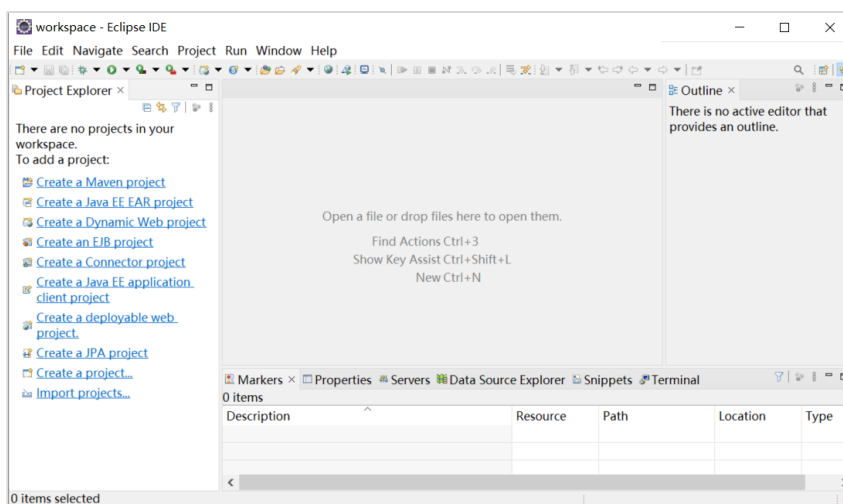 workspace - Eclipse IDE
File Edit Navigate Search Project Run Window Help
Project Explorer
There are no projects in your
workspace.
To add a project:
Create a Maven project
Create a Java EE EAR project
Create a Dynamic Web project
Create an EJB project
Create a Connector project
Create a Java EE application
client project
Create a deployable web
project.
Create a JPA project
Create a project...
Import projects...
Open a file or drop files here to open them.
Find Actions Ctrl+3
Show Key Assist Ctrl+Shift+L
New Ctrl+N
Outline
There is no active editor that
provides an outline.
Markers Properties Servers Data Source Explorer Snippets Terminal
0 items
Description Resource Path Location Type
0 items selected